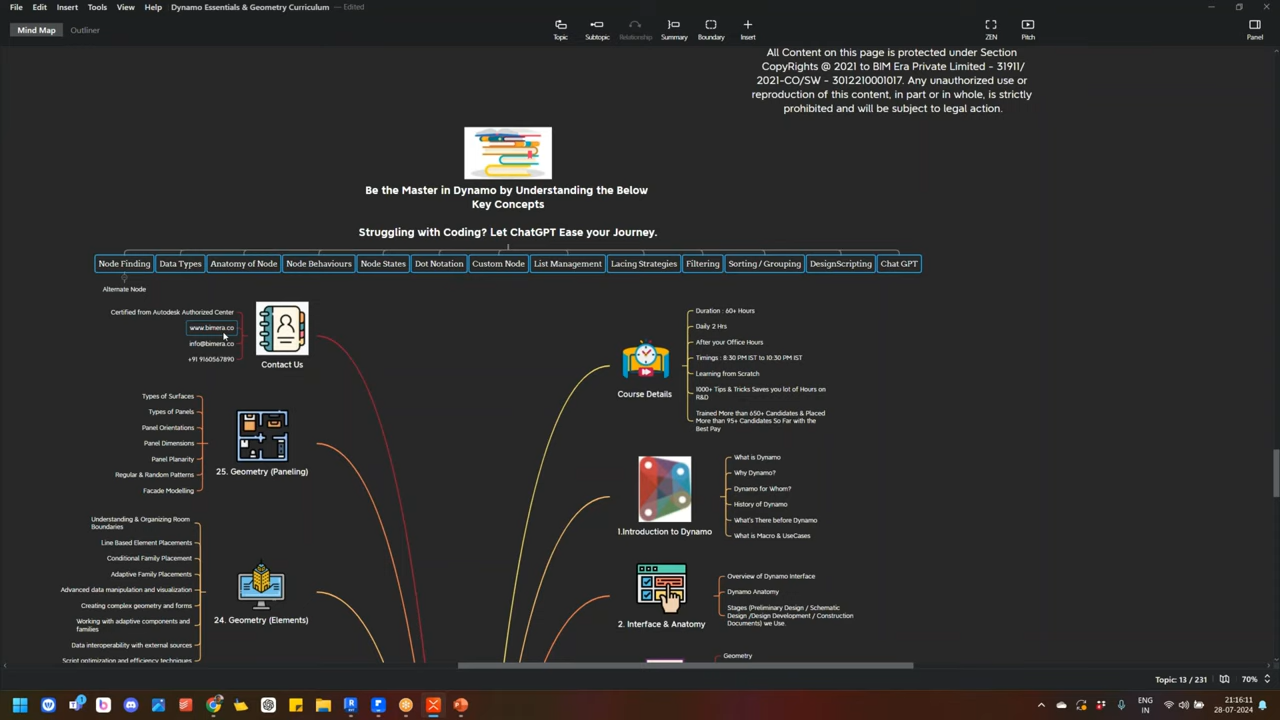 File Edit Insert Tools View Help Dynamo Essentials & Geometry Curriculum — Edited
Mind Map Outliner
Topic Subtopic Relationship Summary Boundary Insert ZEN Pitch Panel
All Content on this page is protected under Section
CopyRights @ 2021 to BIM Era Private Limited - 31911/
2021-CO/SW - 3012210001017. Any unauthorized use or
reproduction of this content, in part or in whole, is strictly
prohibited and will be subject to legal action.
Be the Master in Dynamo by Understanding the Below
Key Concepts
Struggling with Coding? Let ChatGPT Ease your Journey.
Node Finding Data Types Anatomy of Node Node Behaviours Node States Dot Notation Custom Node List Management Lacing Strategies Filtering Sorting / Grouping DesignScripting Chat GPT
Alternate Node
Certified from Autodesk Authorized Center
www.bimera.co
info@bimera.co
+91 9160567890
Contact Us
Duration : 60+ Hours
Daily 2 Hrs
After your Office Hours
Timings : 8:30 PM IST to 10:30 PM IST
Learning from Scratch
1000+ Tips & Tricks Saves you lot of Hours on
R&D
Trained More than 650+ Candidates & Placed
More than 95+ Candidates So Far with the
Best Pay
Course Details
Types of Surfaces
Types of Panels
Panel Orientations
Panel Dimensions
Panel Planarity
Regular & Random Patterns
Facade Modelling
25. Geometry (Paneling)
What is Dynamo
Why Dynamo?
Dynamo for Whom?
History of Dynamo
What's There before Dynamo
What is Macro & UseCases
1.Introduction to Dynamo
Understanding & Organizing Room
Boundaries
Line Based Element Placements
Conditional Family Placement
Adaptive Family Placements
Advanced data manipulation and visualization
Creating complex geometry and forms
Working with adaptive components and
families
Data interoperability with external sources
Script optimization and efficiency techniques
24. Geometry (Elements)
Overview of Dynamo Interface
Dynamo Anatomy
Stages (Preliminary Design / Schematic
Design /Design Development / Construction
Documents) we Use.
2. Interface & Anatomy
Geometry
Topic: 13 / 231 70%
ENG
IN
21:16:11
28-07-2024